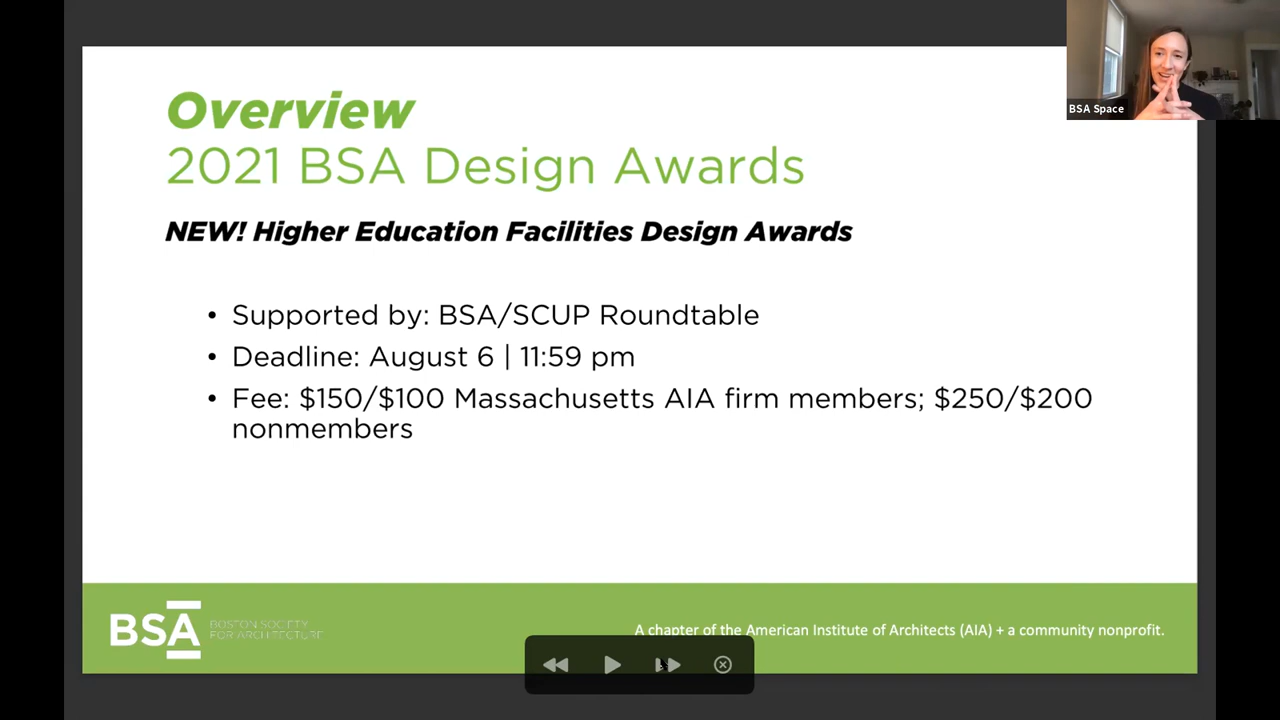 Overview
2021 BSA Design Awards
NEW! Higher Education Facilities Design Awards
• Supported by: BSA/SCUP Roundtable
• Deadline: August 6 | 11:59 pm
• Fee: $150/$100 Massachusetts AIA firm members; $250/$200
nonmembers
BSA Space
BSA
BOSTON SOCIETY
FOR ARCHITECTURE
A chapter of the American Institute of Architects (AIA) + a community nonprofit.